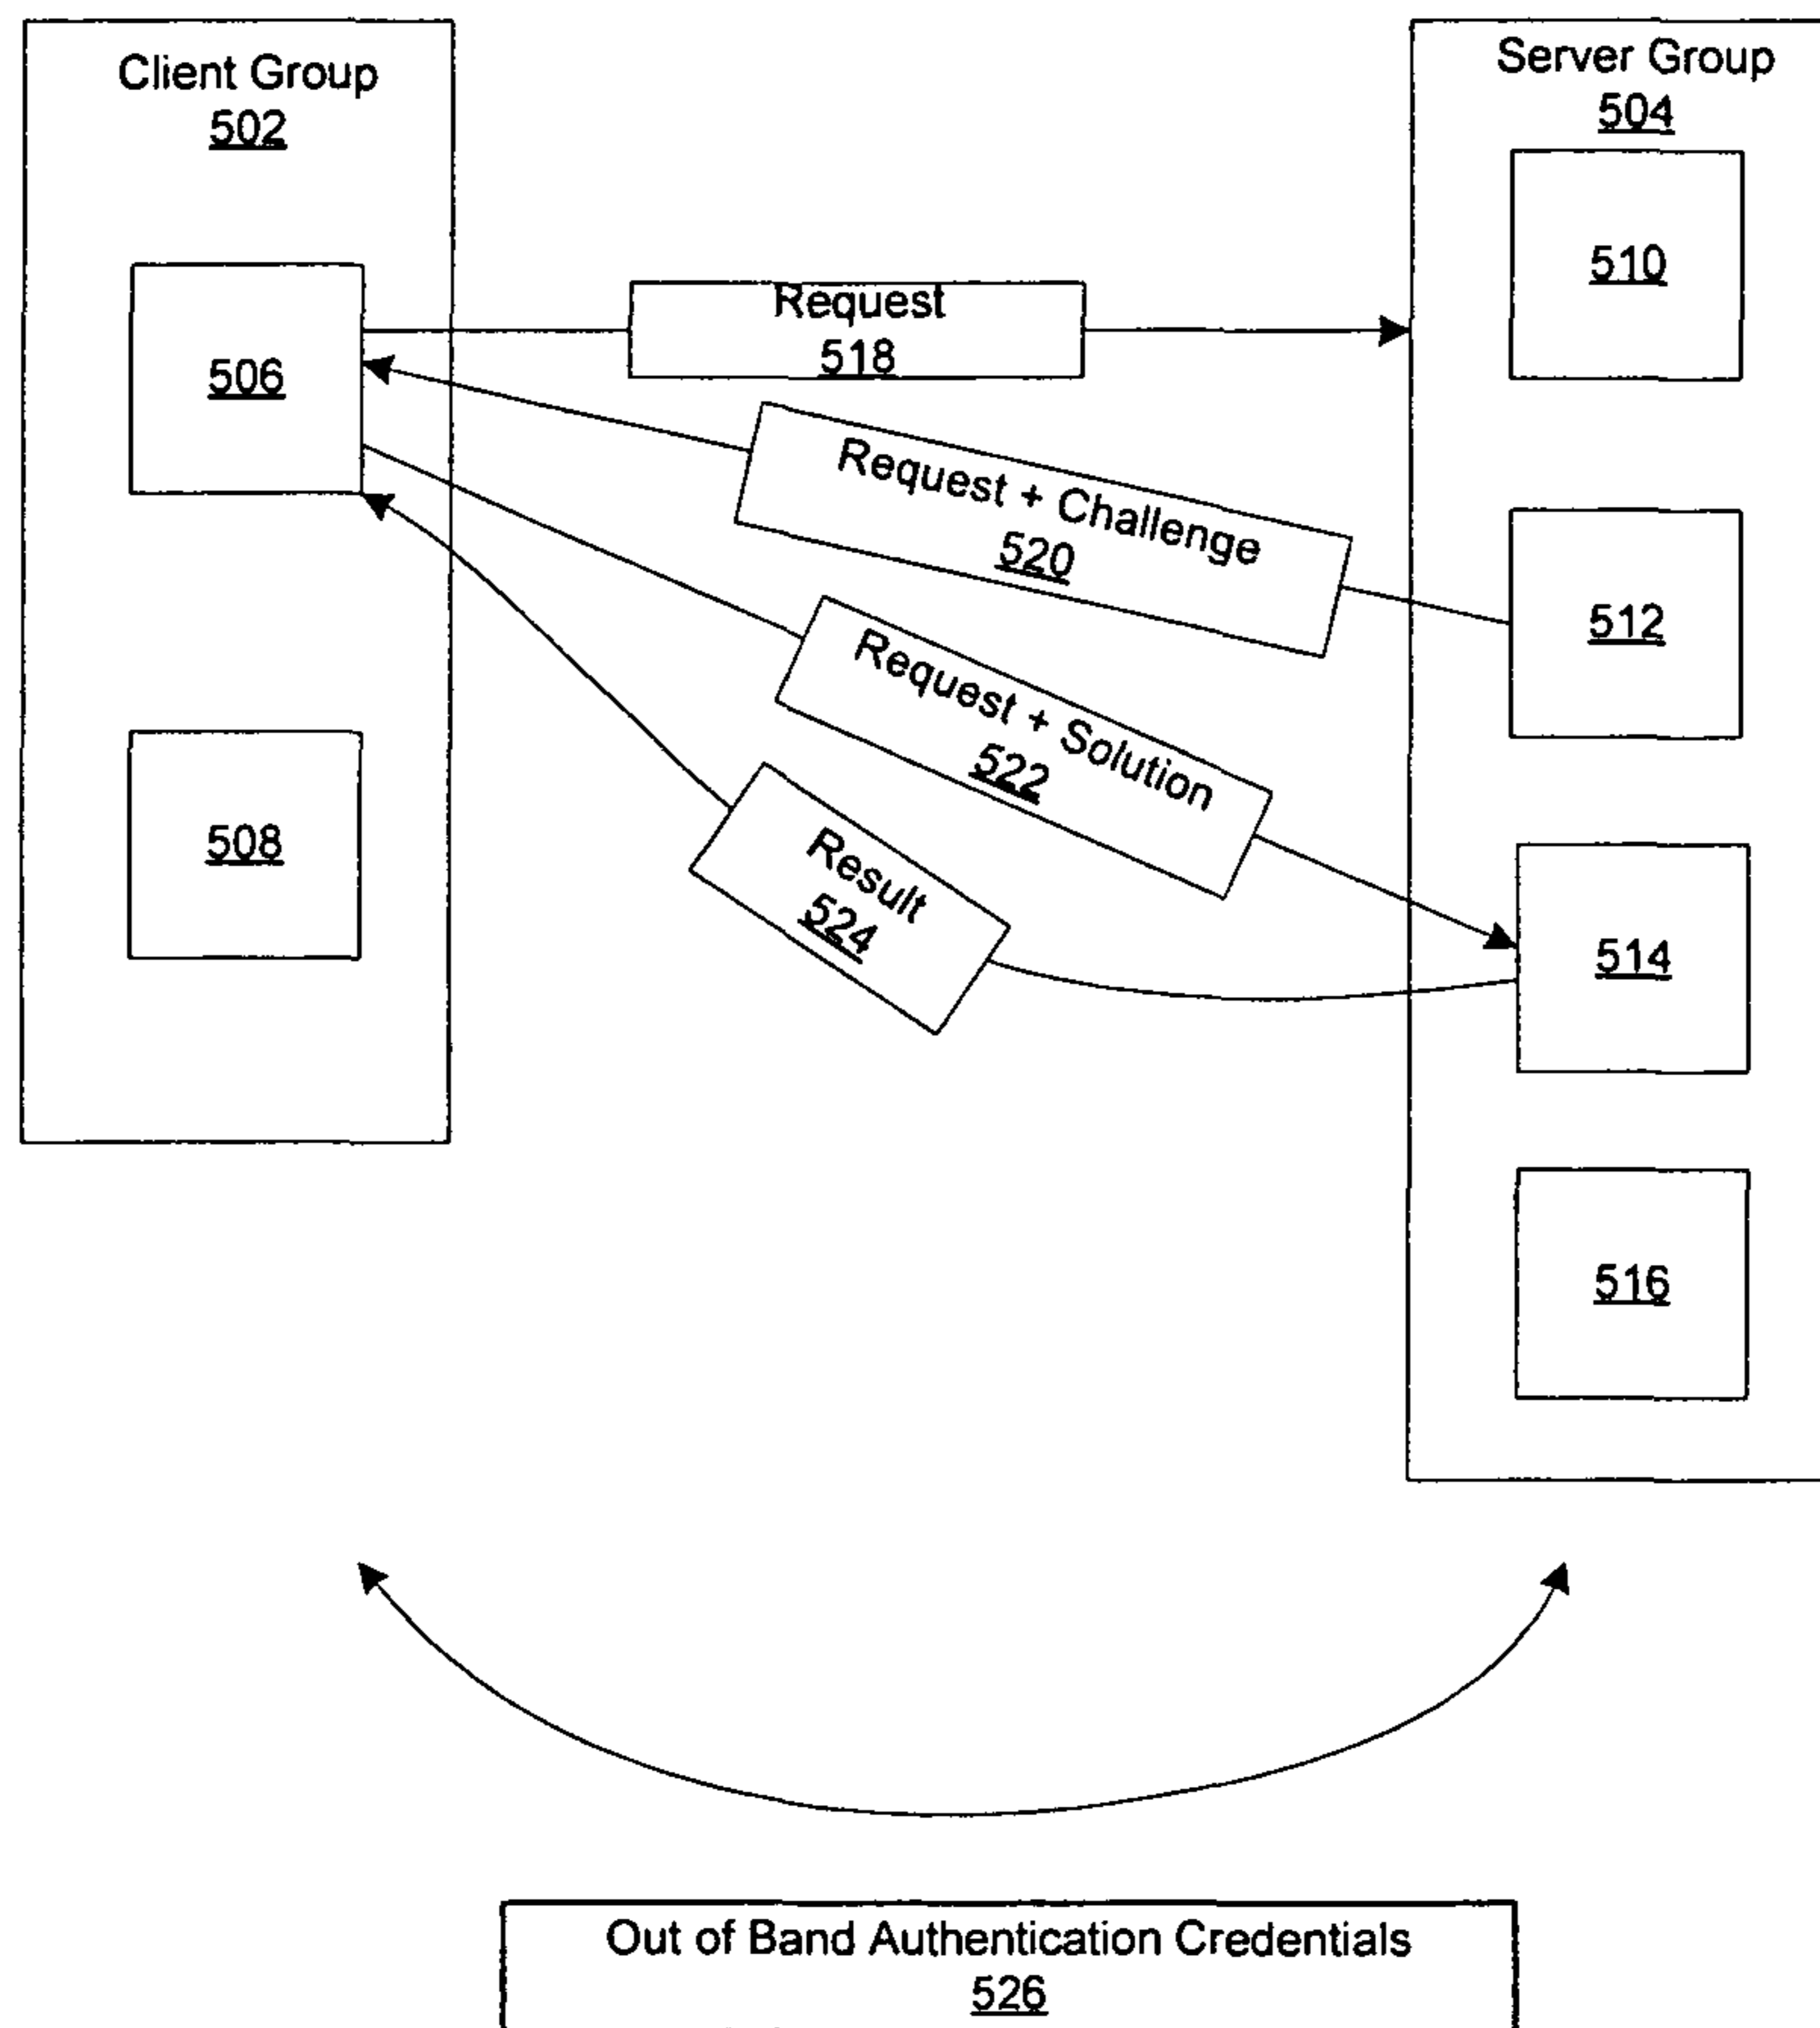 Client Group
502
Server Group
504
510
Request
518
506
Request + Challenge
520
512
Request + Solution
522
Result
524
508
514
516
Out of Band Authentication Credentials
526